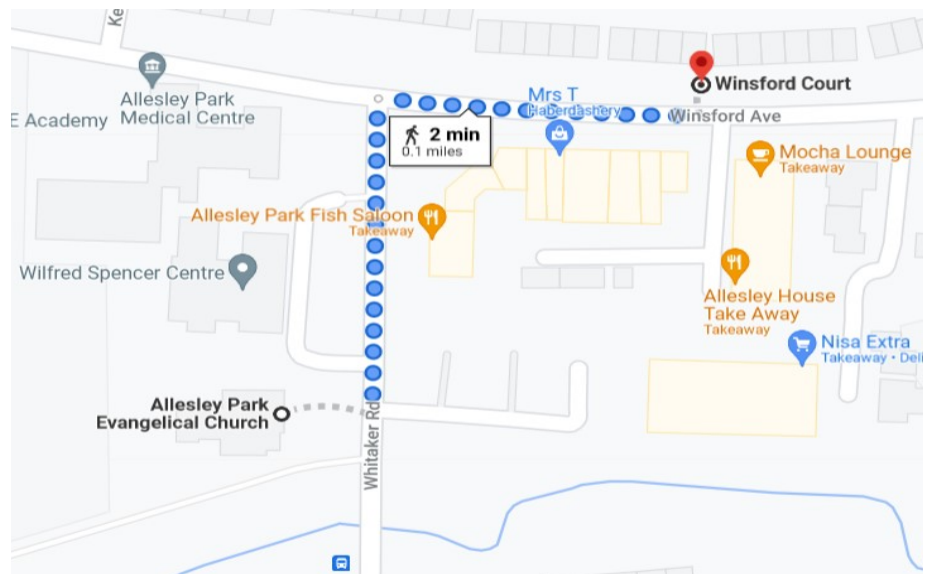 Ke
Allesley Park
Medical Centre
E Academy
Mrs T
Haberdashery
Winsford Court
Winsford Ave
2 min
0.1 miles
Mocha Lounge
Takeaway
Allesley Park Fish Saloon
Takeaway
Wilfred Spencer Centre
Allesley House
Take Away
Takeaway
Nisa Extra
Takeaway • Deli
Allesley Park
Evangelical Church
Whitaker Rd